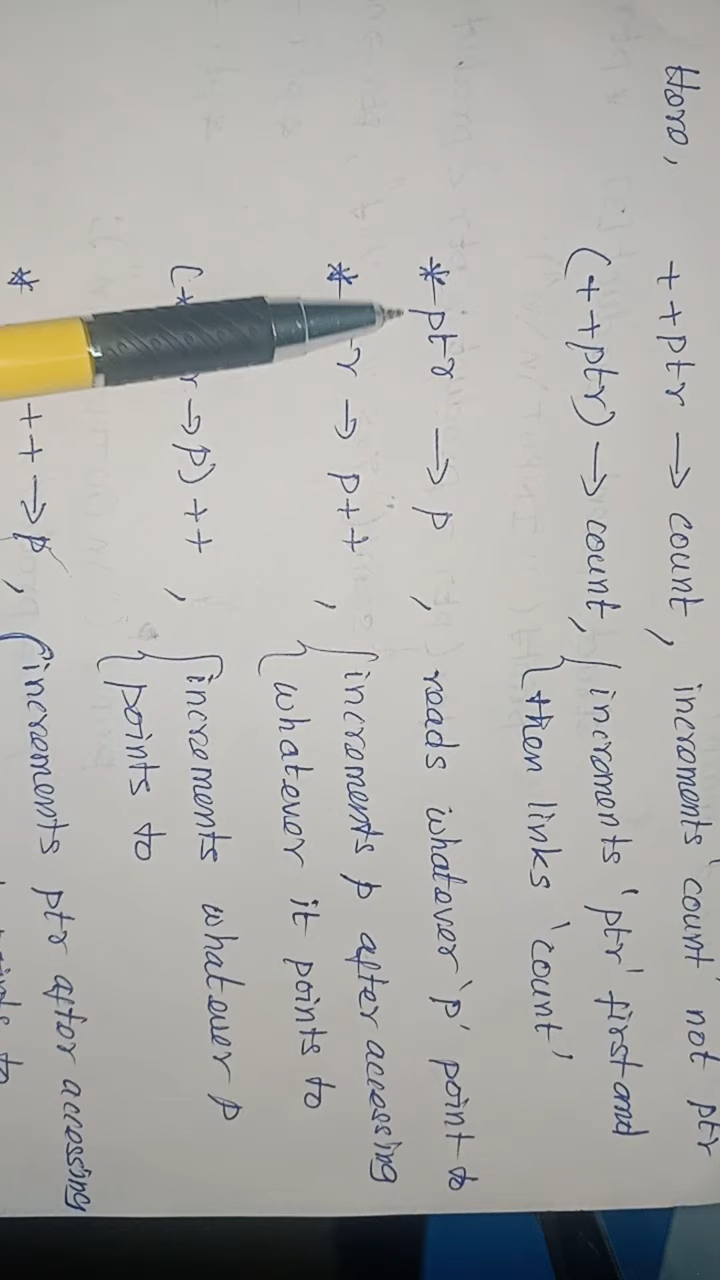 Here, ++ptr → count, increments 'count' not ptr
(++ptr) → count, { increments 'ptr' first and
then links 'count'
*ptr → p, reads whatever 'p' point to
* r → p++, { increments p after accessing
whatever it points to
(* r → p)++, { increments whatever p
points to
* ++ → p, { increments ptr after accessing